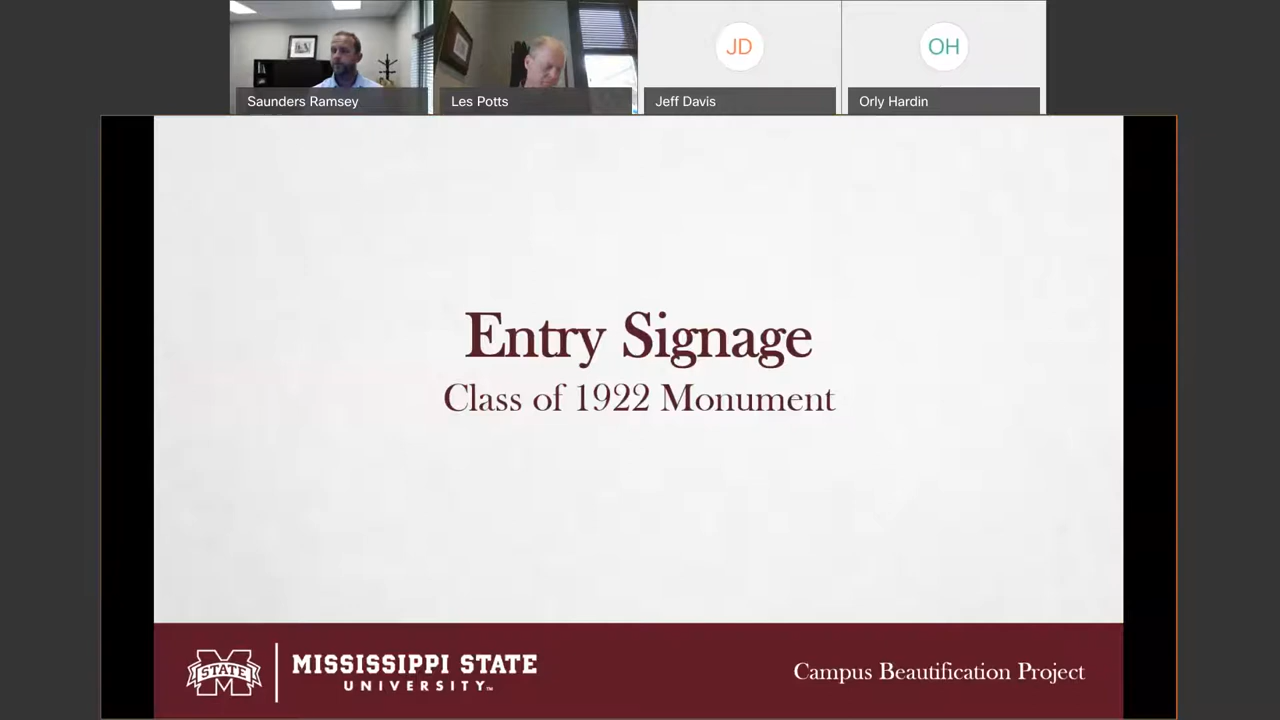 JD
OH
Saunders Ramsey
Les Potts
Jeff Davis
Orly Hardin
Entry Signage
Class of 1922 Monument
STATE
MISSISSIPPI STATE
UNIVERSITY™
Campus Beautification Project